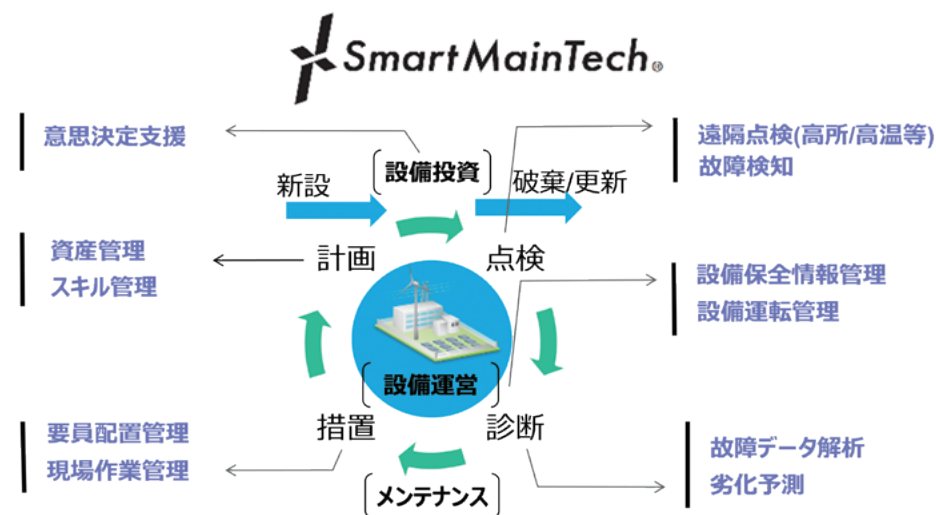 SmartMainTech®
意思決定支援
遠隔点検(高所/高温等)
故障検知
設備投資
新設
破棄/更新
資産管理
スキル管理
計画
点検
設備保全情報管理
設備運転管理
設備運営
要員配置管理
現場作業管理
措置
診断
故障データ解析
劣化予測
メンテナンス